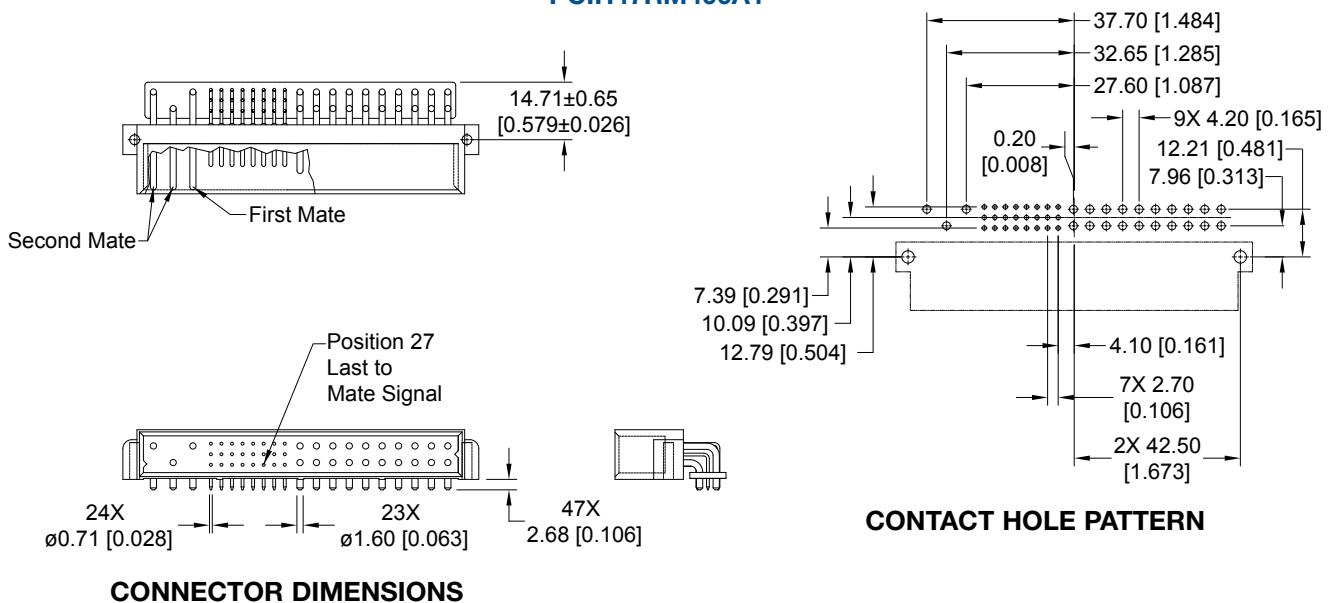 37.70 [1.484]
32.65 [1.285]
27.60 [1.087]
14.71±0.65
[0.579±0.026]
9X 4.20 [0.165]
0.20
[0.008]
12.21 [0.481]
7.96 [0.313]
First Mate
Second Mate
7.39 [0.291]
10.09 [0.397]
12.79 [0.504]
4.10 [0.161]
7X 2.70
[0.106]
2X 42.50
[1.673]
Position 27
Last to
Mate Signal
24X
ø0.71 [0.028]
23X
ø1.60 [0.063]
47X
2.68 [0.106]
CONTACT HOLE PATTERN
CONNECTOR DIMENSIONS